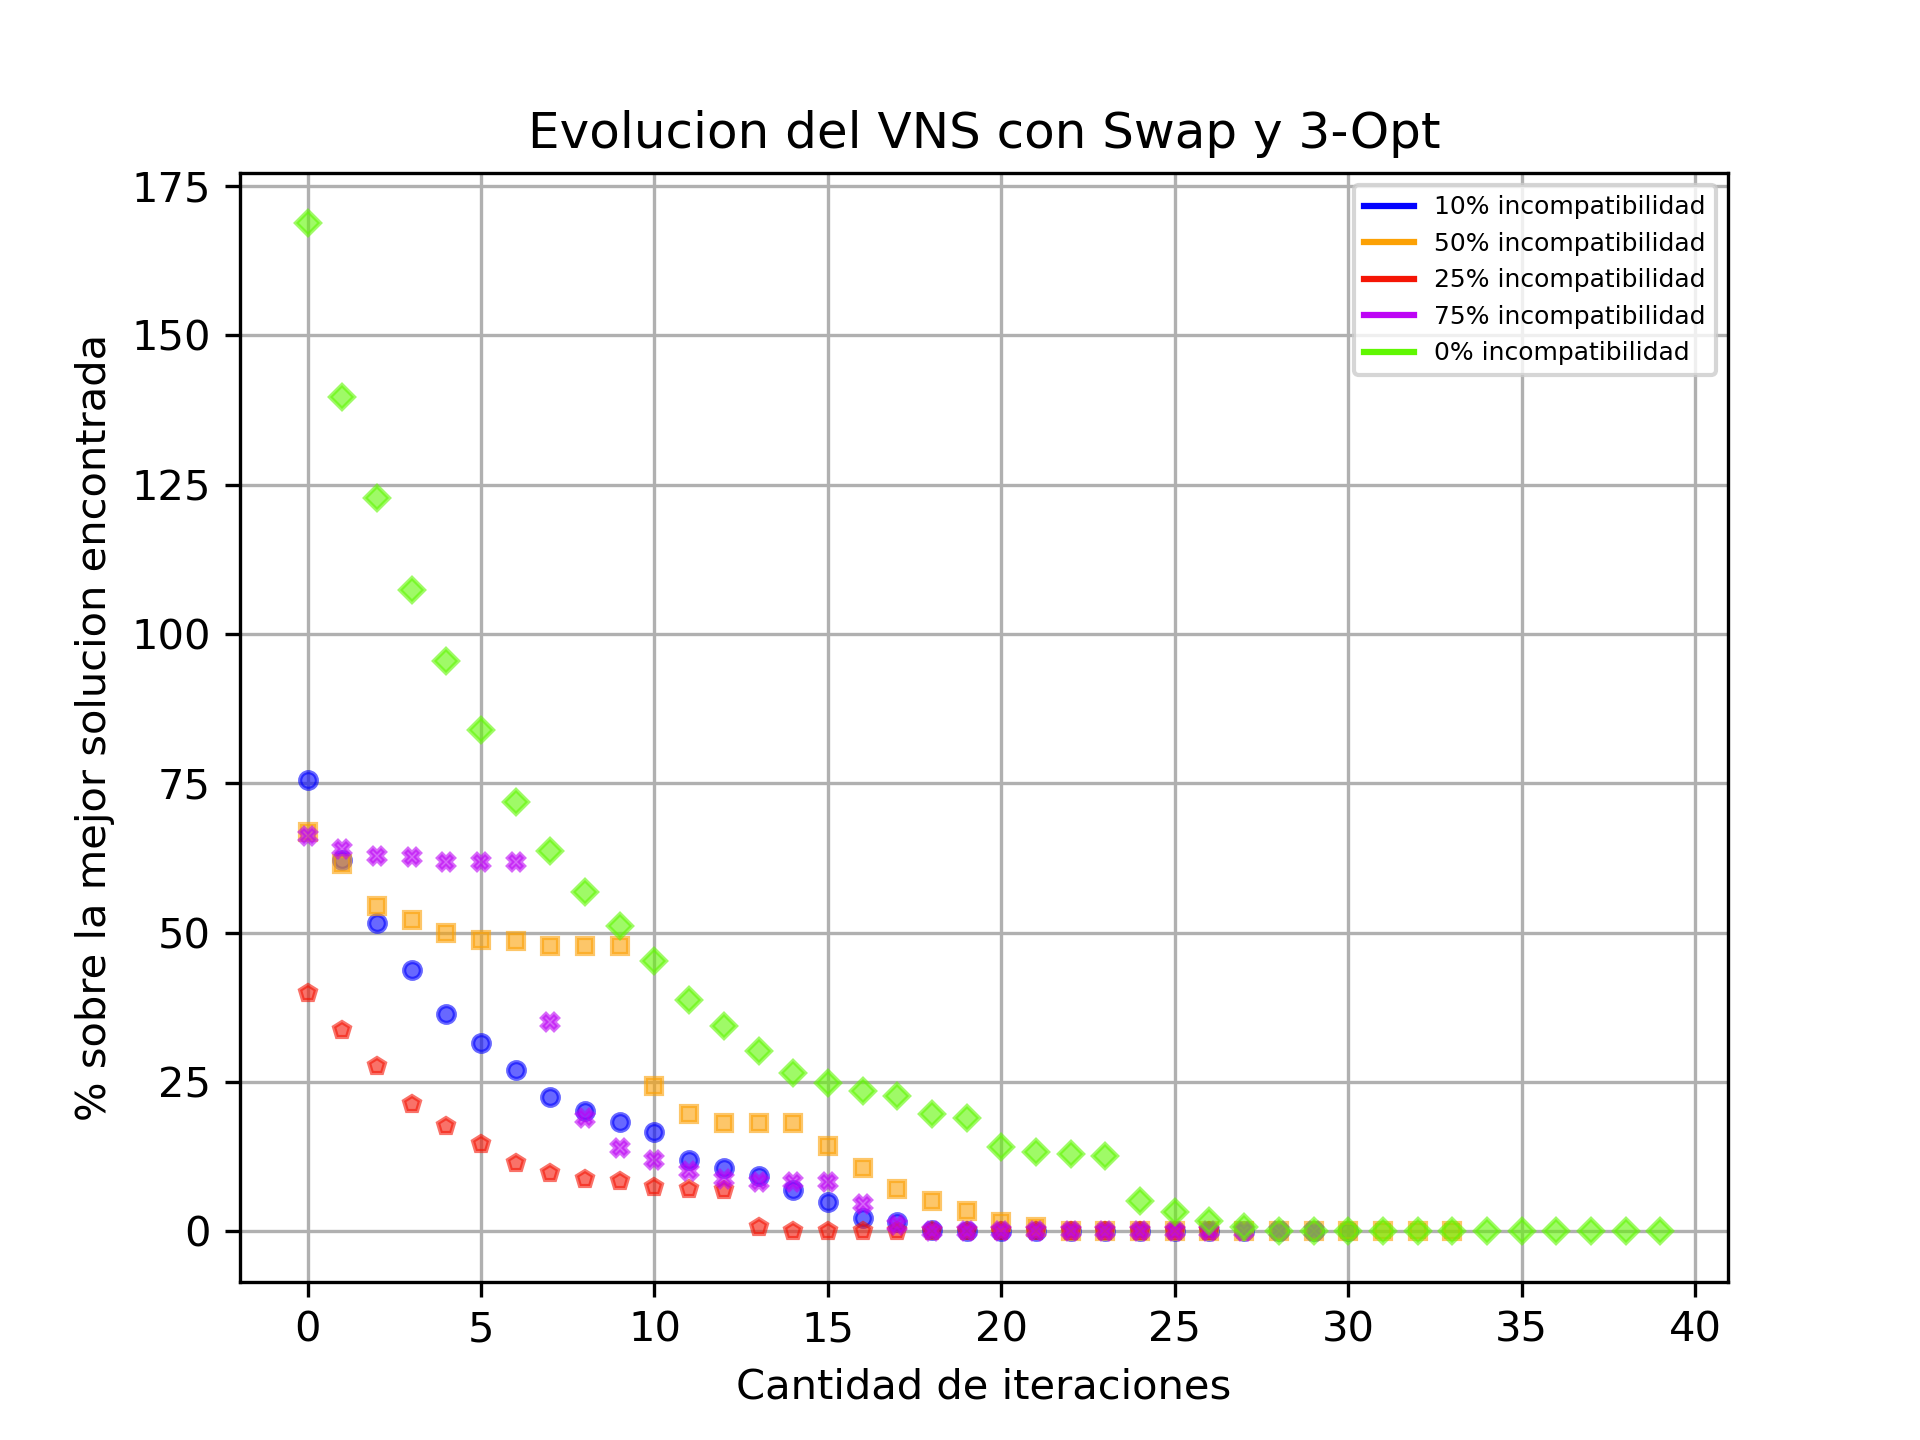 Evolucion del VNS con Swap y 3-Opt
% sobre la mejor solucion encontrada
175
150
125
100
75
50
25
0
10% incompatibilidad
50% incompatibilidad
25% incompatibilidad
75% incompatibilidad
0% incompatibilidad
0 5 10 15 20 25 30 35 40
Cantidad de iteraciones